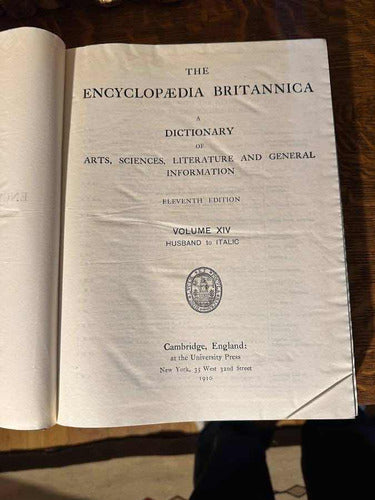 THE
ENCYCLOPÆDIA BRITANNICA
A
DICTIONARY
OF
ARTS, SCIENCES, LITERATURE AND GENERAL
INFORMATION
ELEVENTH EDITION
VOLUME XIV
HUSBAND to ITALIC
Cambridge, England:
at the University Press
New York, 35 West 32nd Street
1910